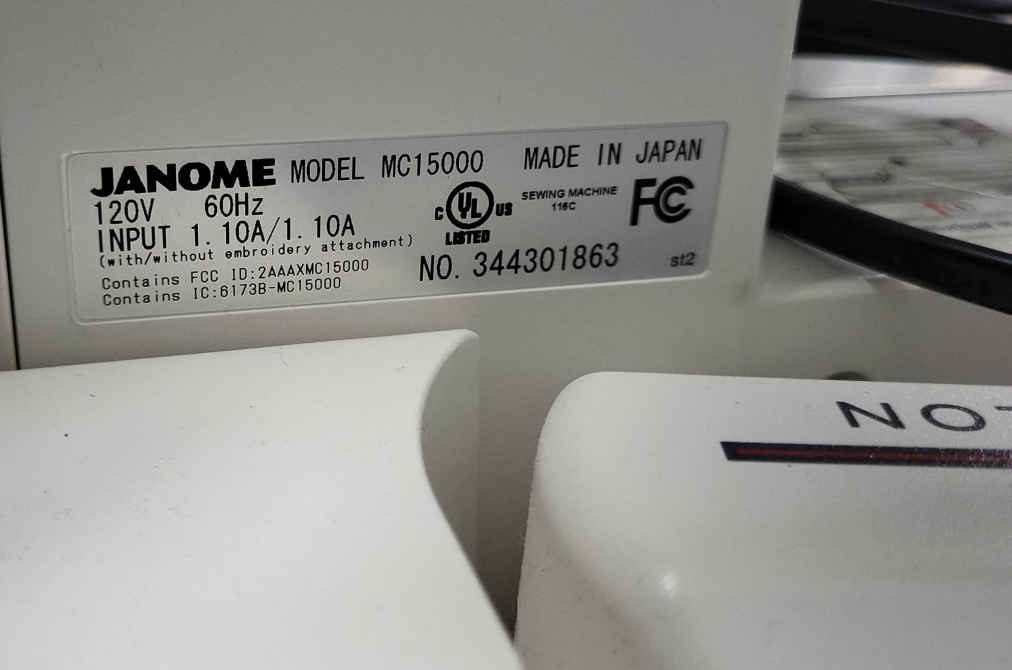 JANOME MODEL MC15000 MADE IN JAPAN
120V 60Hz
INPUT 1.10A/1.10A
(with/without embroidery attachment)
Contains FCC ID:2AAAXMC15000
Contains IC:6173B-MC15000
C UL US
LISTED
SEWING MACHINE
116C
FC
NO. 344301863
st2
NO